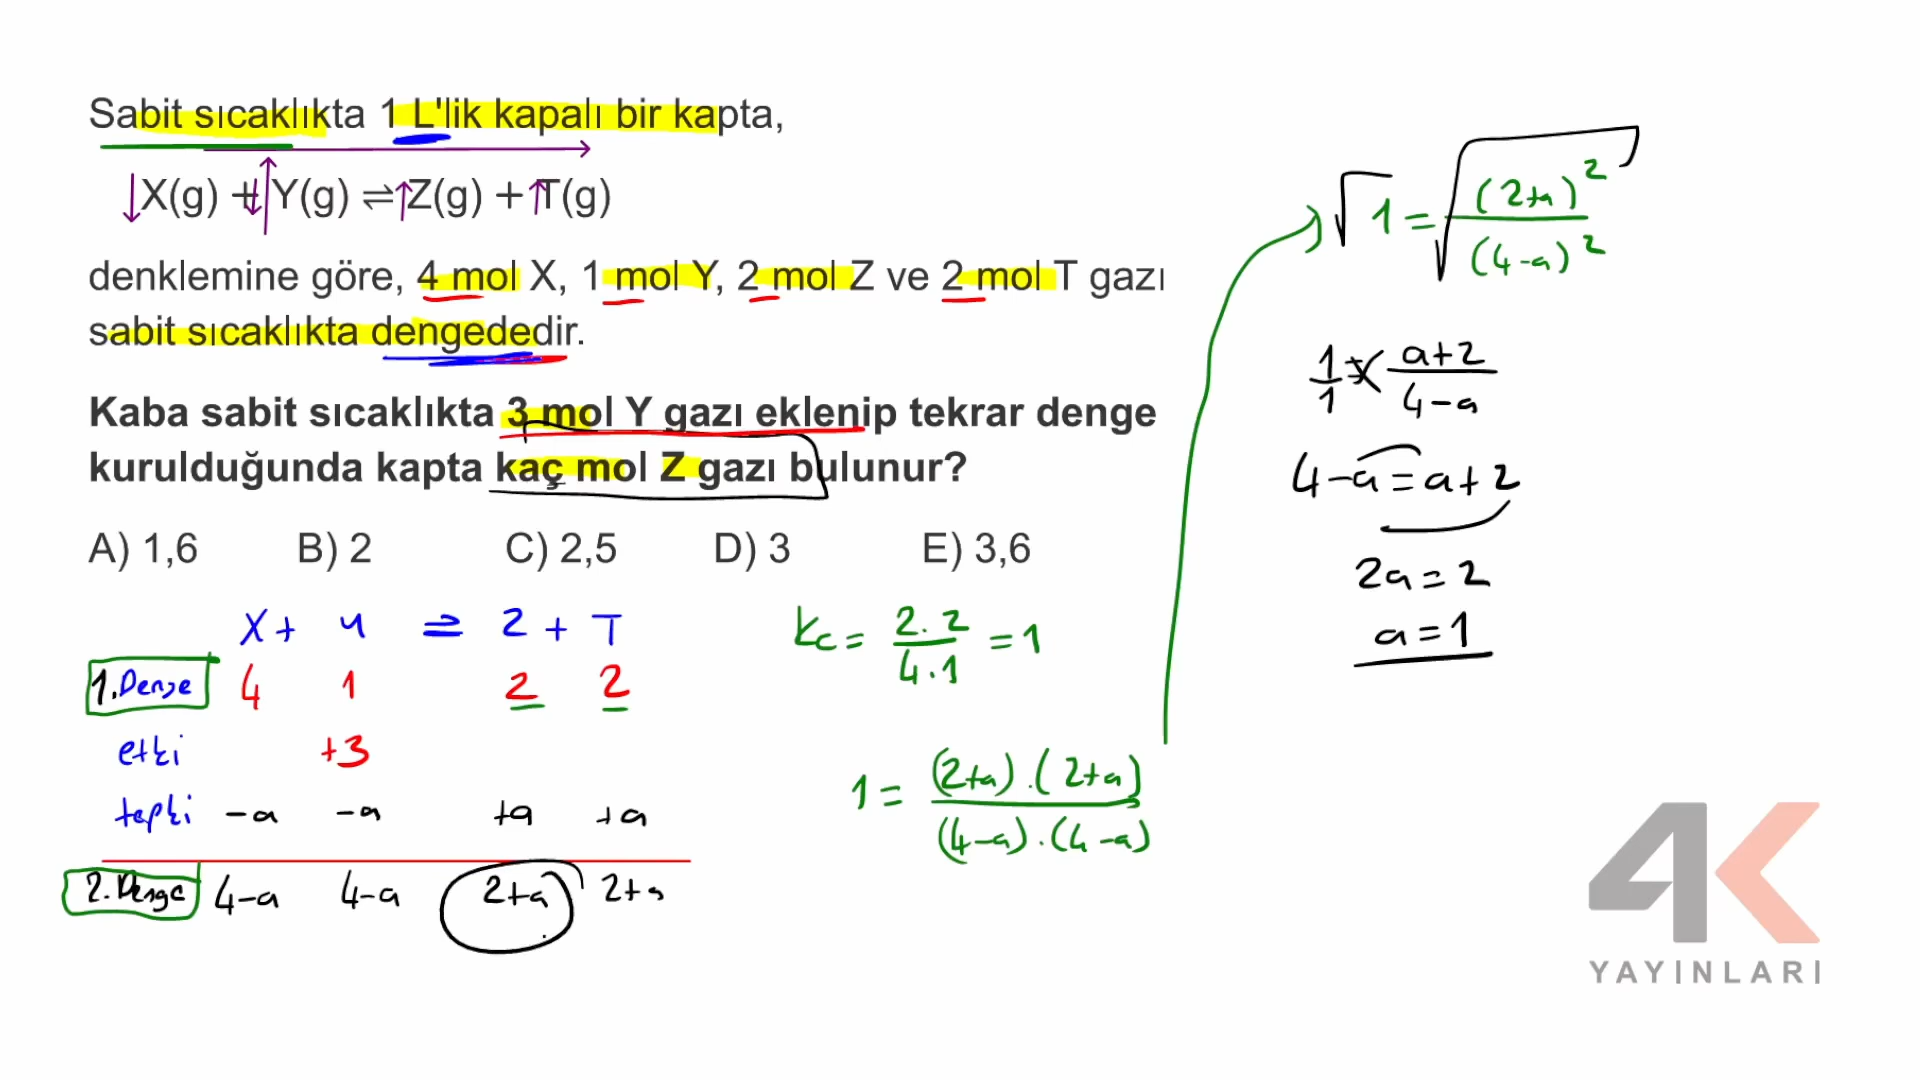 Sabit sıcaklıkta 1 L'lik kapalı bir kapta,
X(g) + Y(g) ⇌ Z(g) + T(g)
denklemine göre, 4 mol X, 1 mol Y, 2 mol Z ve 2 mol T gazı
sabit sıcaklıkta dengededir.
Kaba sabit sıcaklıkta 3 mol Y gazı eklenip tekrar denge
kurulduğunda kapta kaç mol Z gazı bulunur?
A) 1,6 B) 2 C) 2,5 D) 3 E) 3,6
X + Y ⇌ 2 + T
1.Denge 4 1 2 2
etki +3
tepki -a -a +a +a
2.Denge 4-a 4-a 2+a 2+a
Kc = 2.2/4.1 = 1
1 = (2+a).(2+a)/(4-a).(4-a)
√1 = √(2+a)²/(4-a)²
1/1 = a+2/4-a
4-a = a+2
2a = 2
a = 1
4K
YAYINLARI